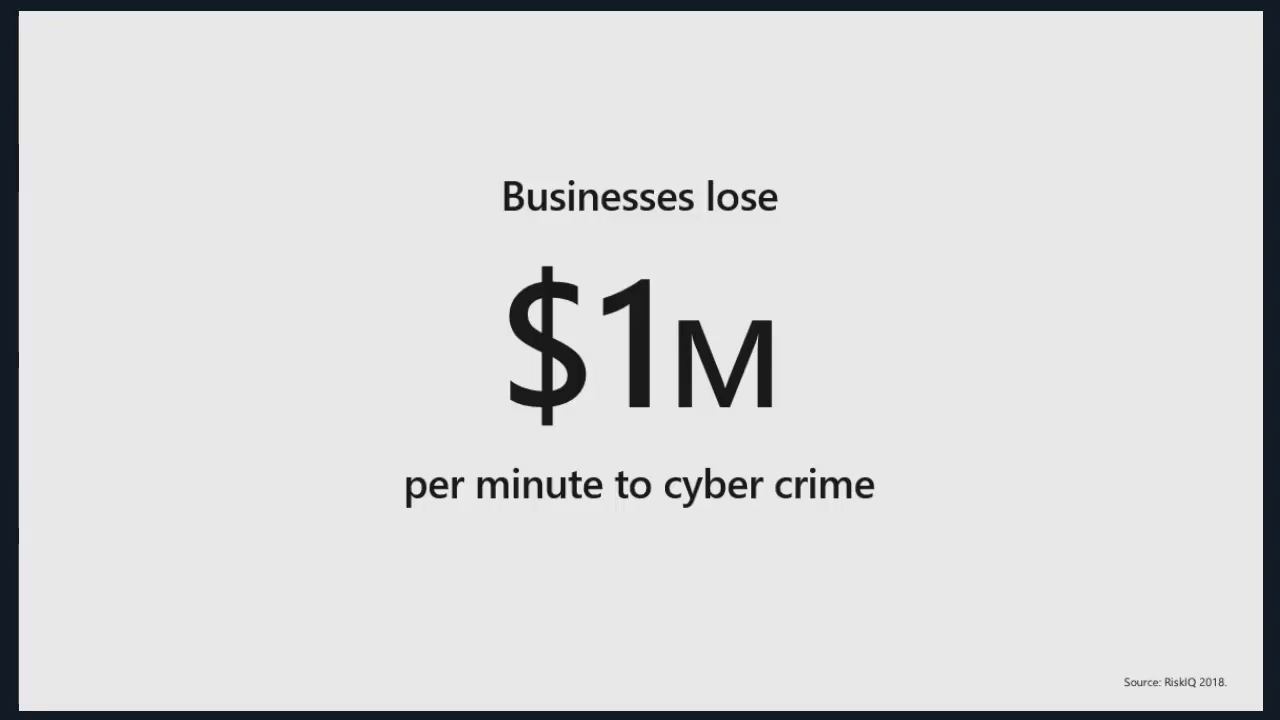 Businesses lose
$1M
per minute to cyber crime
Source: RiskIQ 2018.